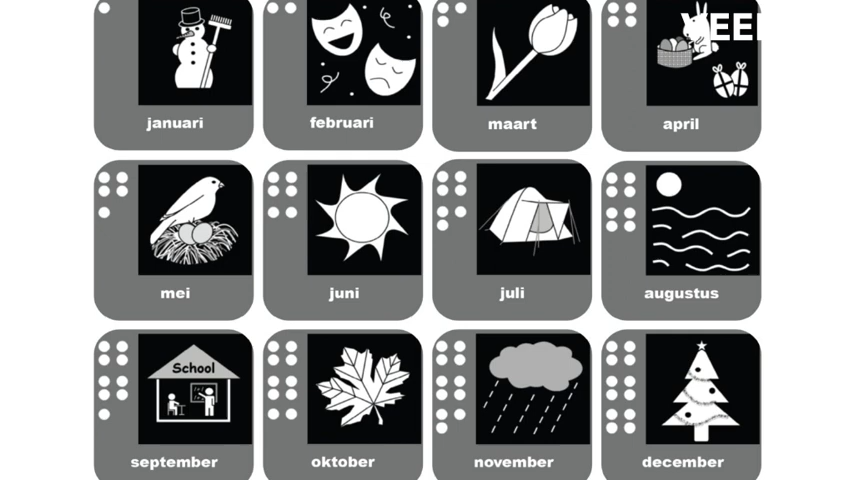 januari
februari
maart
april
mei
juni
juli
augustus
School
september
oktober
november
december